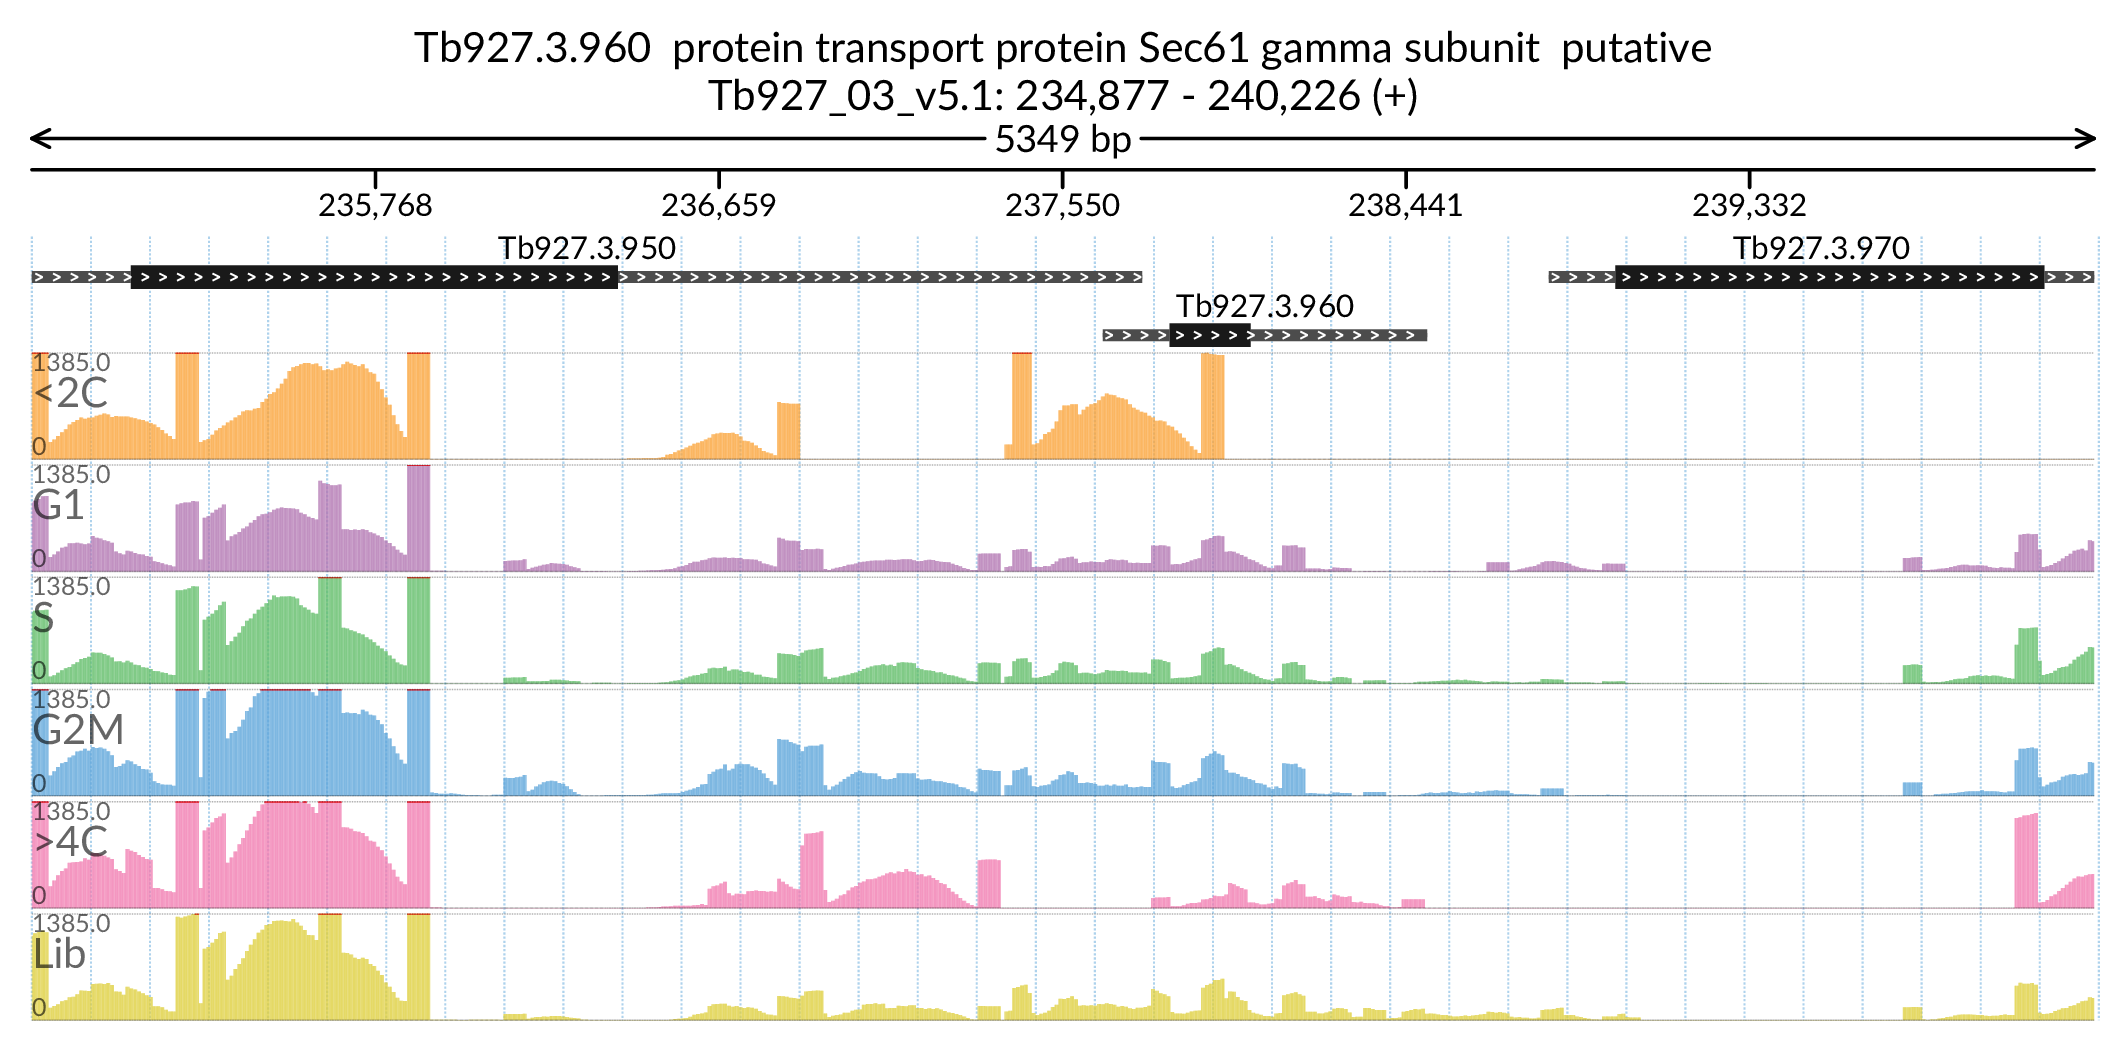 Tb927.3.960  protein transport protein Sec61 gamma subunit  putative
Tb927_03_v5.1: 234,877 - 240,226 (+)
5349 bp
235,768 236,659 237,550 238,441 239,332
Tb927.3.950 Tb927.3.970
Tb927.3.960
1385.0
<2C
0
1385.0
G1
0
1385.0
S
0
1385.0
G2M
0
1385.0
>4C
0
1385.0
Lib
0